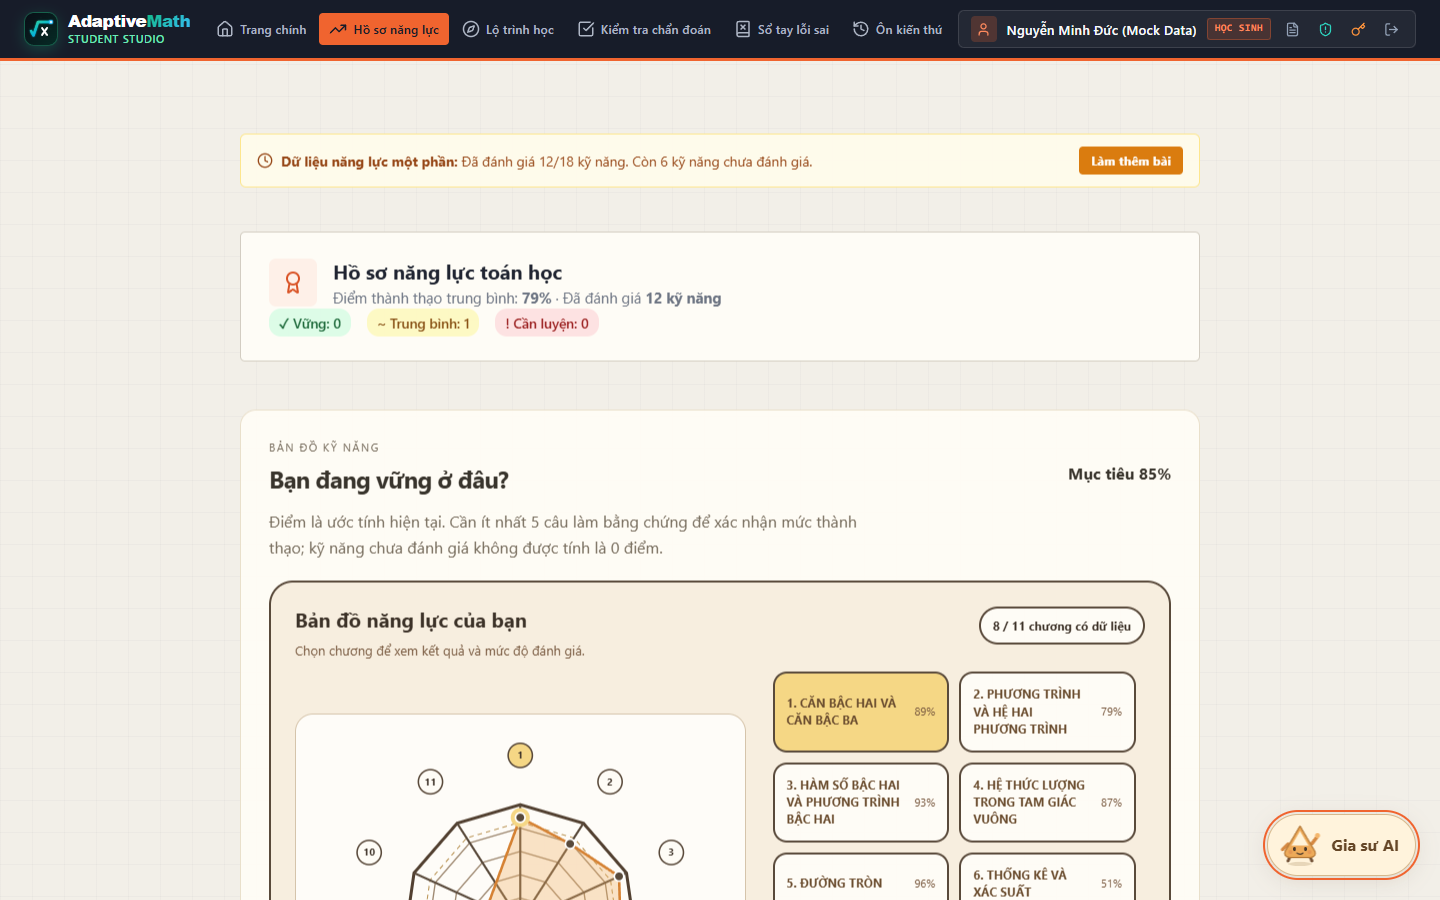 AdaptiveMath
STUDENT STUDIO
Trang chính
Hồ sơ năng lực
Lộ trình học
Kiểm tra chẩn đoán
Sổ tay lỗi sai
Ôn kiến thứ
Nguyễn Minh Đức (Mock Data)
HỌC SINH
Dữ liệu năng lực một phần: Đã đánh giá 12/18 kỹ năng. Còn 6 kỹ năng chưa đánh giá.
Làm thêm bài
Hồ sơ năng lực toán học
Điểm thành thạo trung bình: 79% · Đã đánh giá 12 kỹ năng
✓ Vững: 0
~ Trung bình: 1
! Cần luyện: 0
BẢN ĐỒ KỸ NĂNG
Bạn đang vững ở đâu?
Mục tiêu 85%
Điểm là ước tính hiện tại. Cần ít nhất 5 câu làm bằng chứng để xác nhận mức thành
thạo; kỹ năng chưa đánh giá không được tính là 0 điểm.
Bản đồ năng lực của bạn
Chọn chương để xem kết quả và mức độ đánh giá.
8 / 11 chương có dữ liệu
1
2
3
10
11
1. CĂN BẬC HAI VÀ
CĂN BẬC BA
89%
2. PHƯƠNG TRÌNH
VÀ HỆ HAI
PHƯƠNG TRÌNH
79%
3. HÀM SỐ BẬC HAI
VÀ PHƯƠNG TRÌNH
BẬC HAI
93%
4. HỆ THỨC LƯỢNG
TRONG TAM GIÁC
VUÔNG
87%
5. ĐƯỜNG TRÒN
96%
6. THỐNG KÊ VÀ
XÁC SUẤT
51%
Gia sư AI